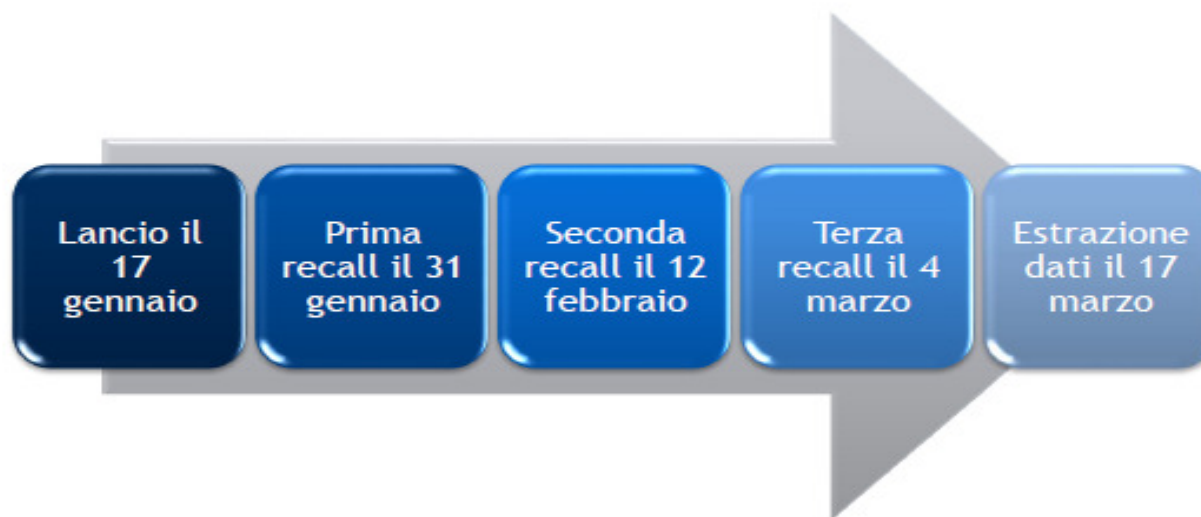 Lancio il
17
gennaio
Prima
recall il 31
gennaio
Seconda
recall il 12
febbraio
Terza
recall il 4
marzo
Estrazione
dati il 17
marzo